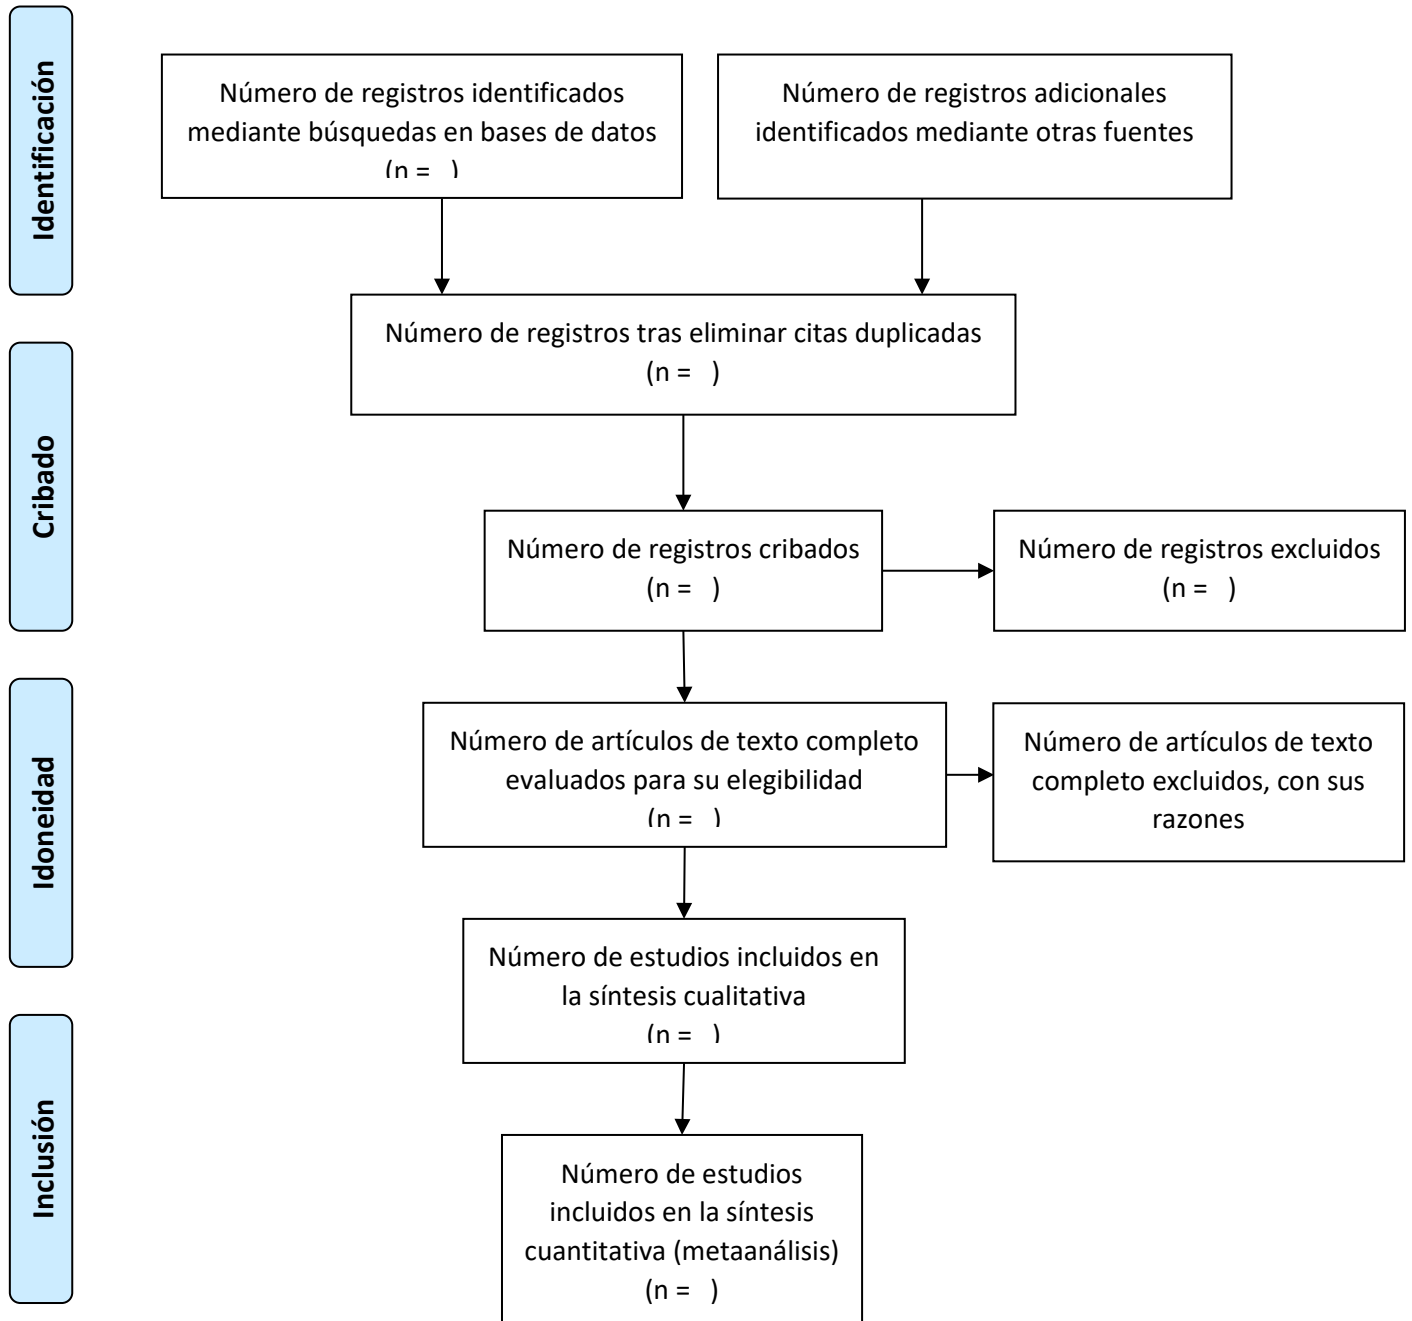 Identificación
Número de registros identificados
mediante búsquedas en bases de datos
(n =   )
Número de registros adicionales
identificados mediante otras fuentes
Número de registros tras eliminar citas duplicadas
(n =   )
Cribado
Número de registros cribados
(n =   )
Número de registros excluidos
(n =   )
Idoneidad
Número de artículos de texto completo
evaluados para su elegibilidad
(n =   )
Número de artículos de texto
completo excluidos, con sus
razones
Número de estudios incluidos en
la síntesis cualitativa
(n =   )
Inclusión
Número de estudios
incluidos en la síntesis
cuantitativa (metaanálisis)
(n =   )